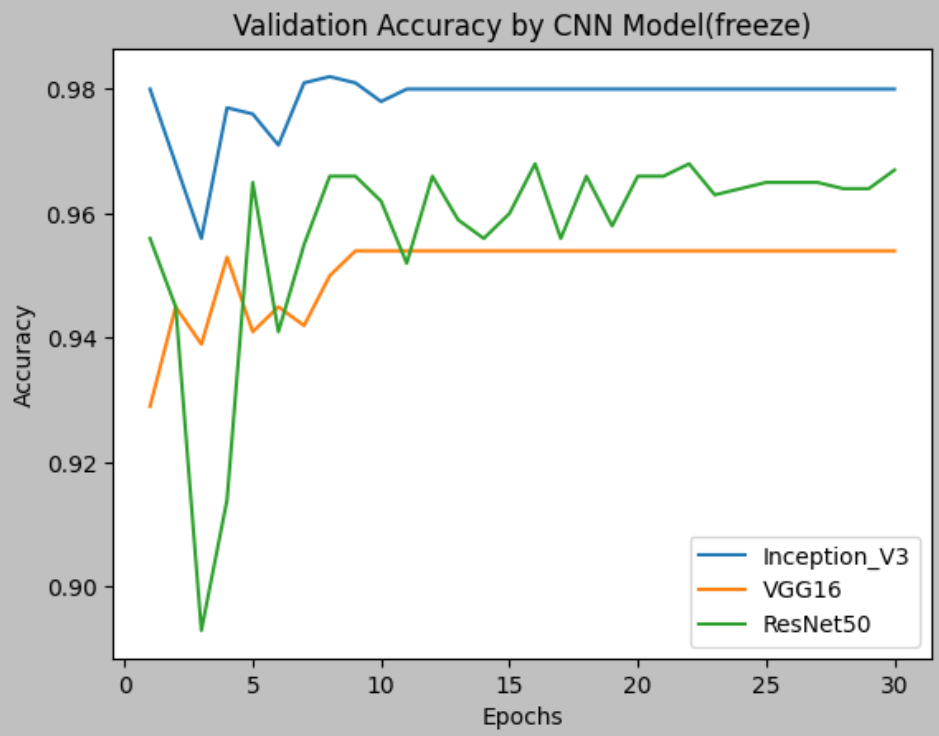 Validation Accuracy by CNN Model(freeze)
0.98
0.96
0.94
0.92
0.90
Accuracy
Inception_V3
VGG16
ResNet50
0 5 10 15 20 25 30
Epochs